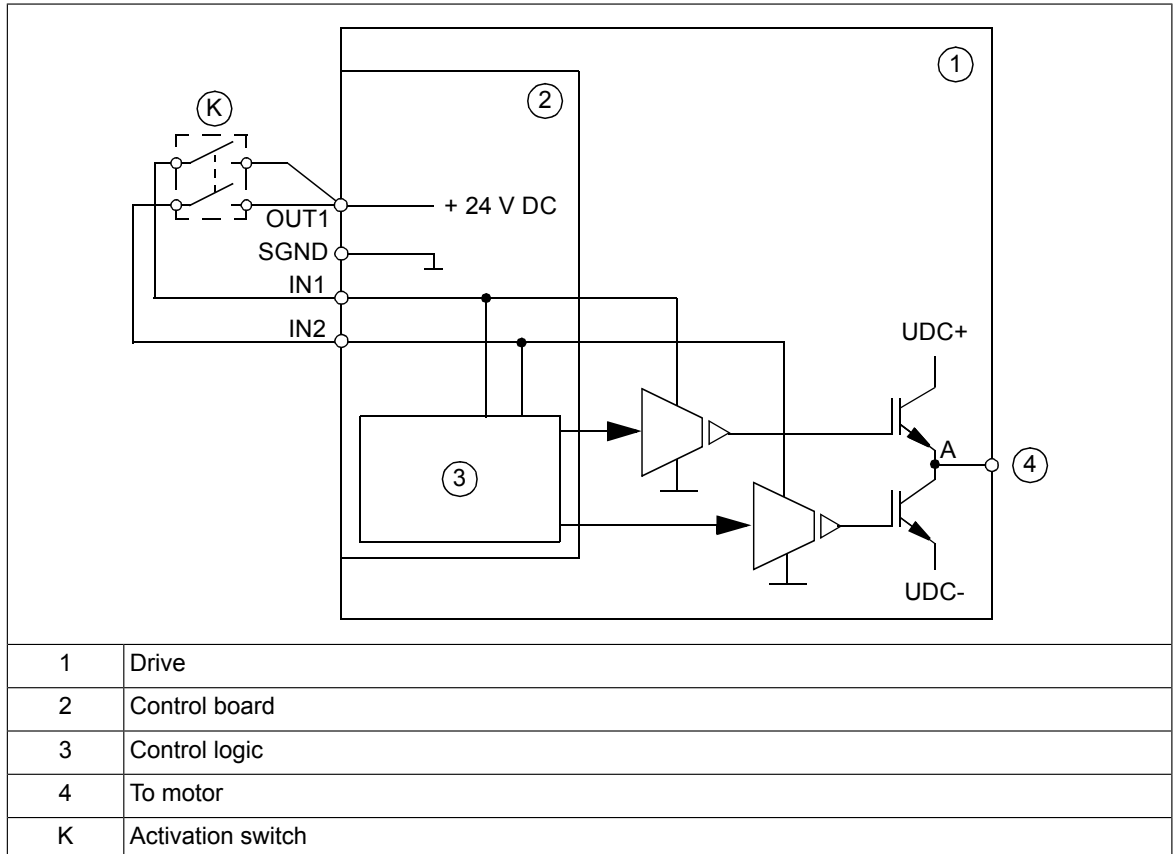 1
2
K
+ 24 V DC
OUT1
SGND
IN1
IN2
UDC+
A
3
4
UDC-
1 Drive
2 Control board
3 Control logic
4 To motor
K Activation switch